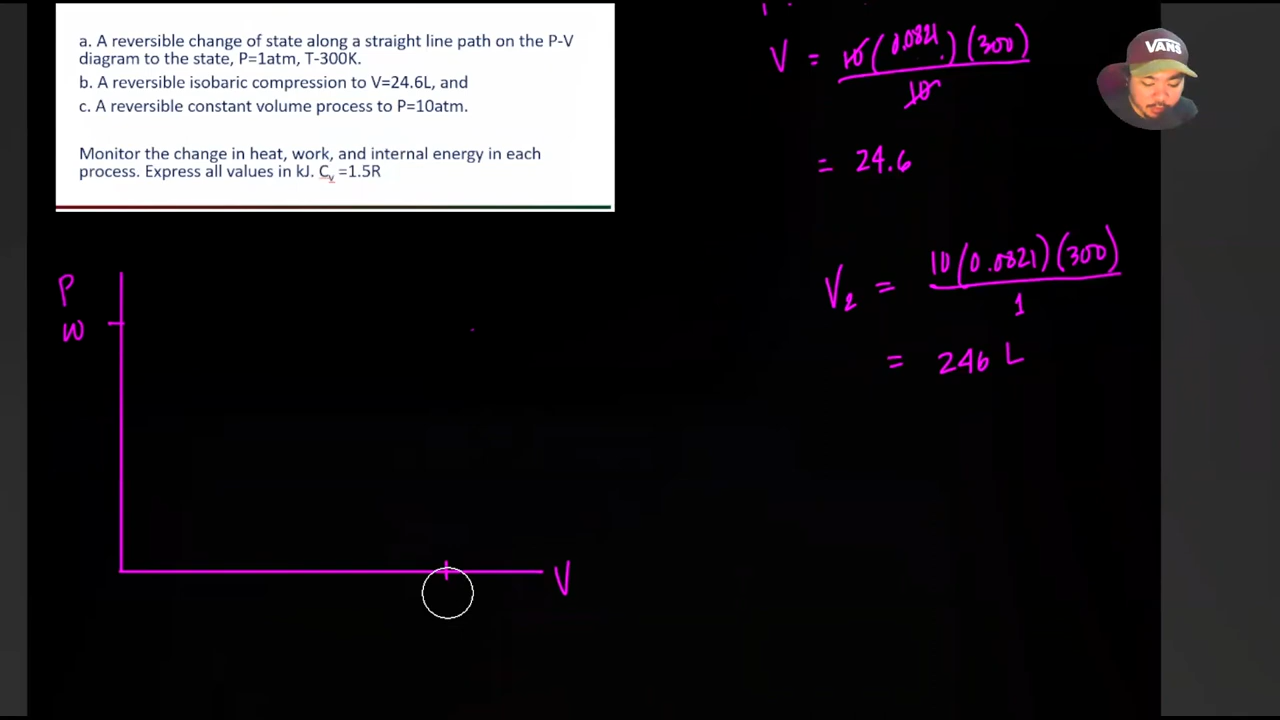 a. A reversible change of state along a straight line path on the P-V
diagram to the state, P=1atm, T-300K.
b. A reversible isobaric compression to V=24.6L, and
c. A reversible constant volume process to P=10atm.
Monitor the change in heat, work, and internal energy in each
process. Express all values in kJ. Cv =1.5R
V = 10(0.0821)(300)
10
= 24.6
V2 = 10(0.0821)(300)
1
= 246 L
P
10
V
VANS